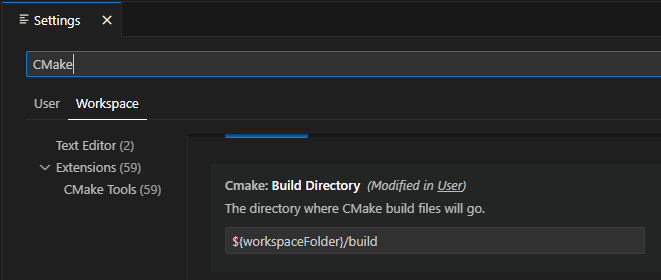 Settings
CMake
User Workspace
Text Editor (2)
Extensions (59)
CMake Tools (59)
Cmake: Build Directory (Modified in User)
The directory where CMake build files will go.
${workspaceFolder}/build